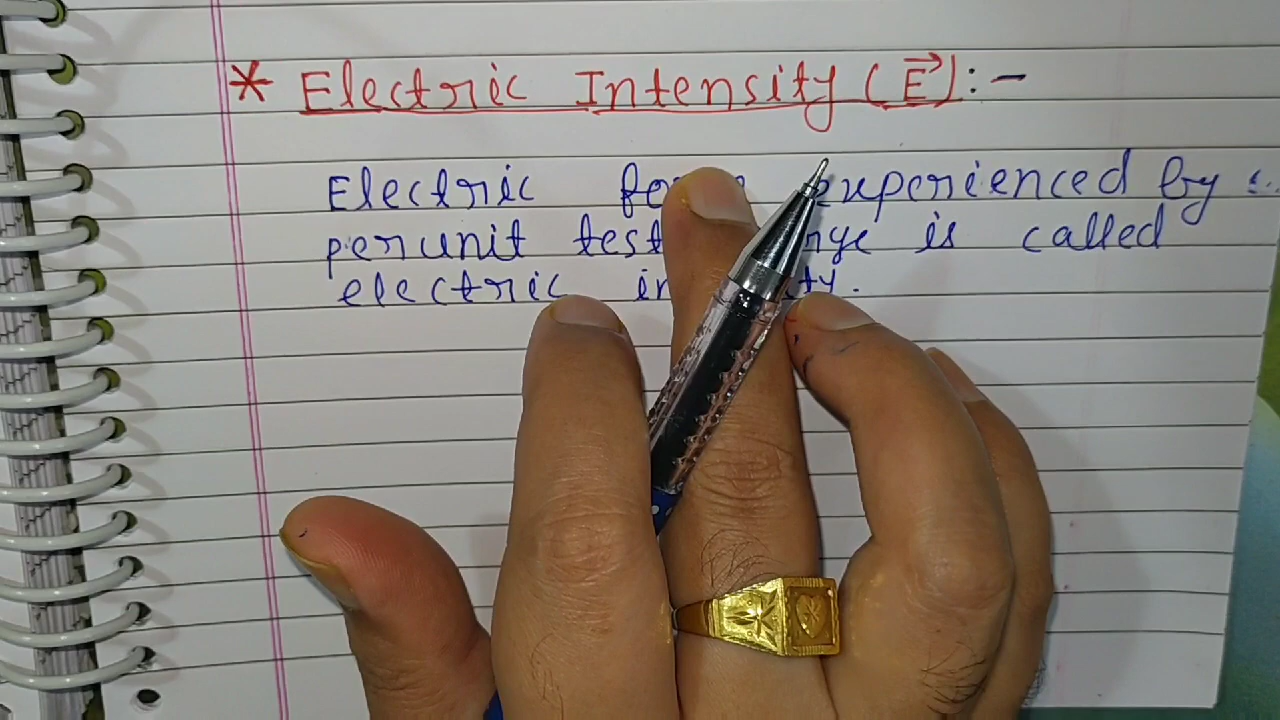 * Electric Intensity (E→):-
Electric experienced by
per unit test is called
electric